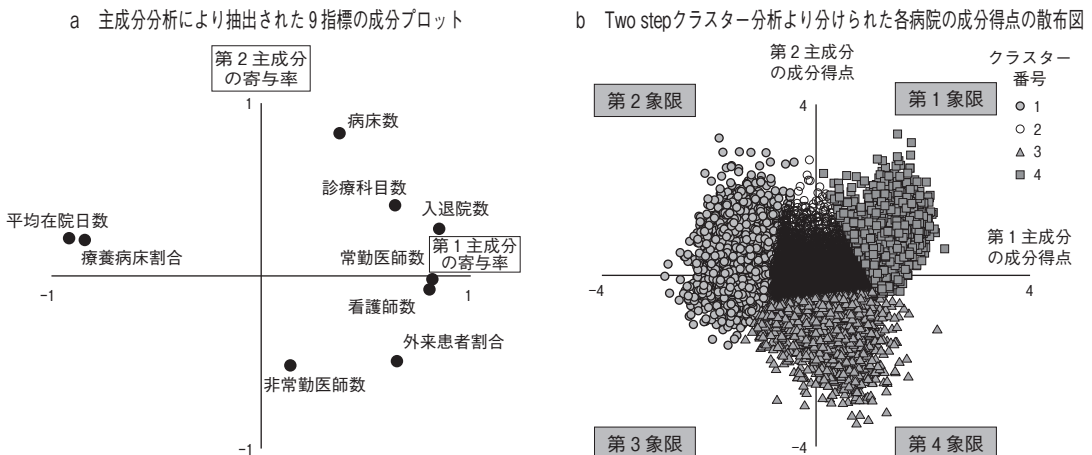 a 主成分分析により抽出された9指標の成分プロット
第2主成分
の寄与率
1
病床数
診療科目数
入退院数
平均在院日数
療養病床割合
常勤医師数
第1主成分
の寄与率
-1
1
看護師数
外来患者割合
非常勤医師数
-1
b Two stepクラスター分析より分けられた各病院の成分得点の散布図
第2主成分
の成分得点
クラスター
番号
1
2
3
4
第2象限
4
第1象限
第1主成分
の成分得点
-4
4
第3象限
-4
第4象限